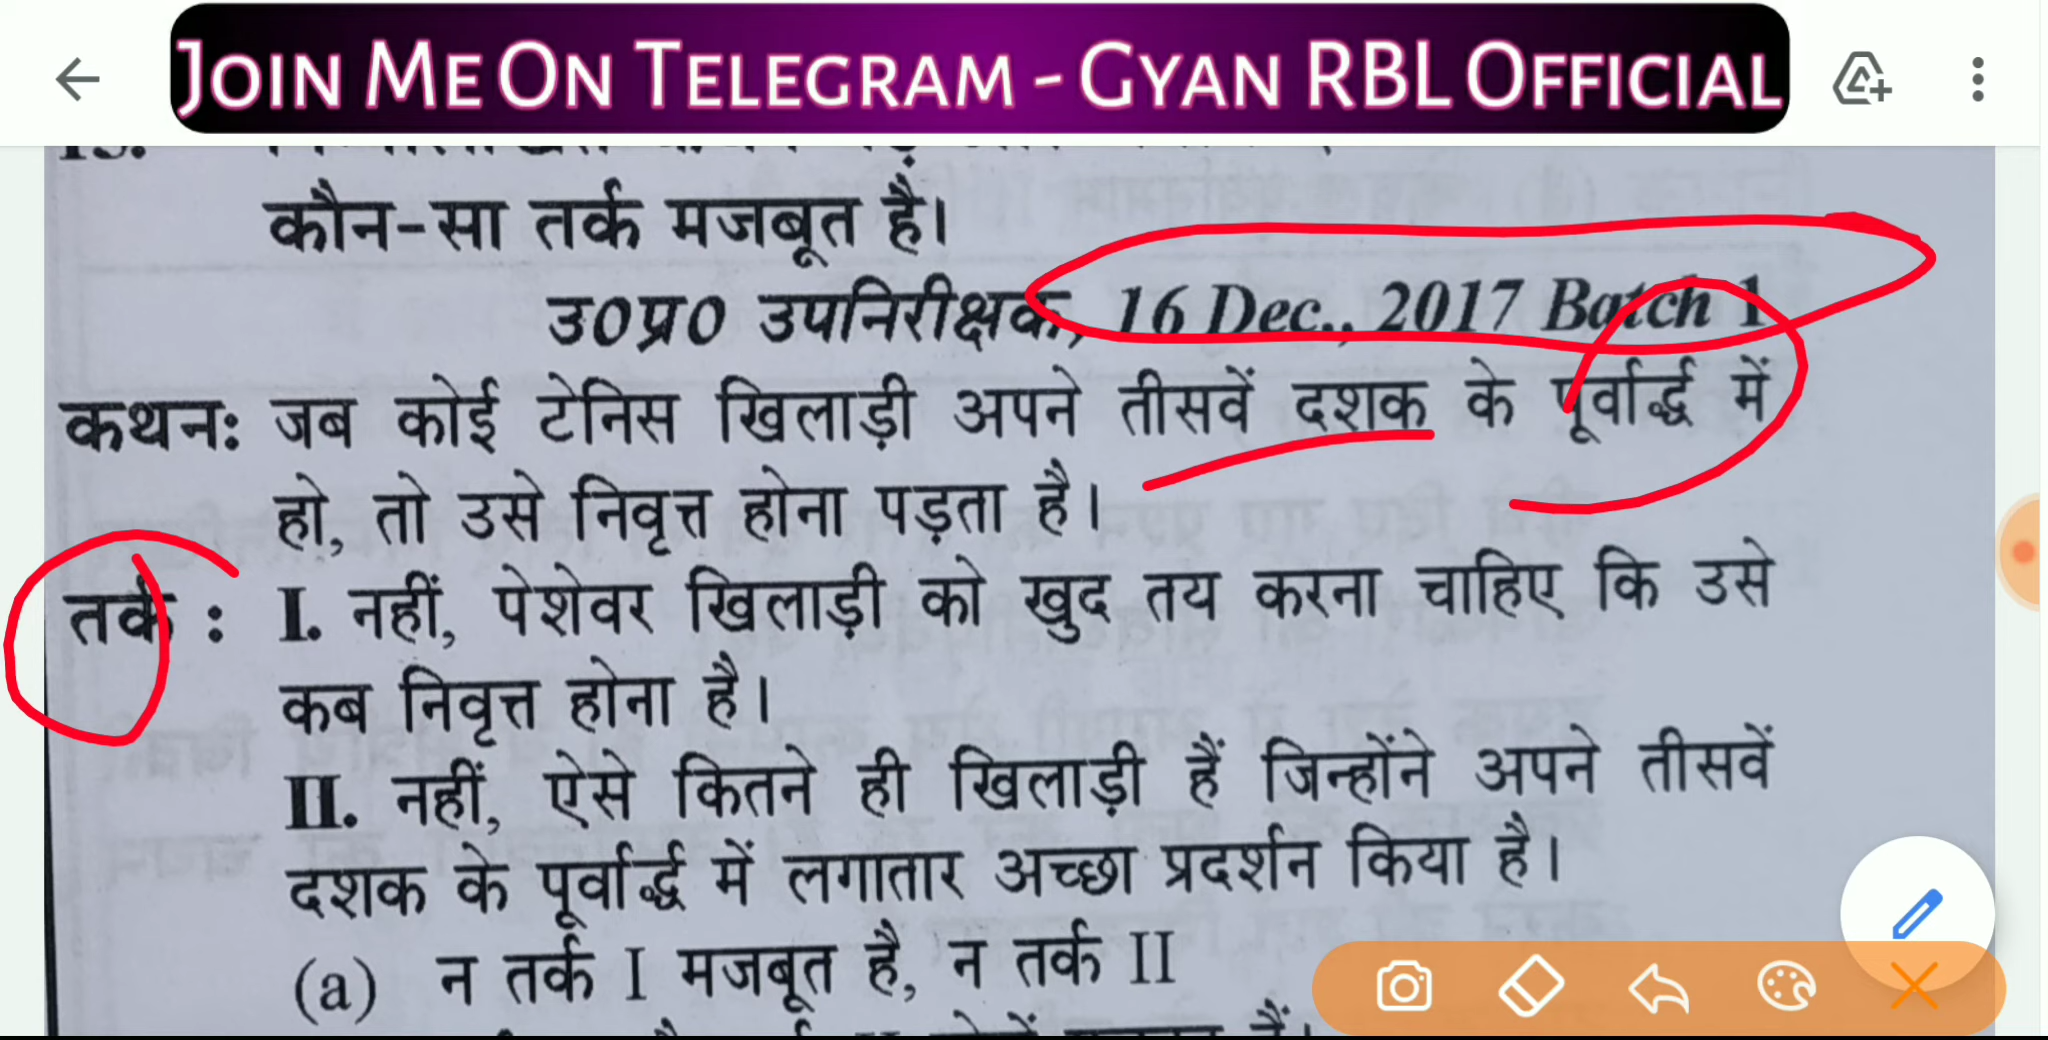 JOIN ME ON TELEGRAM - GYAN RBL OFFICIAL
कौन-सा तर्क मजबूत है।
उ0प्र0 उपनिरीक्षक, 16 Dec., 2017 Batch 1
कथनः जब कोई टेनिस खिलाड़ी अपने तीसवें दशक के पूर्वार्द्ध में
हो, तो उसे निवृत्त होना पड़ता है।
तर्क : I. नहीं, पेशेवर खिलाड़ी को खुद तय करना चाहिए कि उसे
कब निवृत्त होना है।
II. नहीं, ऐसे कितने ही खिलाड़ी हैं जिन्होंने अपने तीसवें
दशक के पूर्वार्द्ध में लगातार अच्छा प्रदर्शन किया है।
(a) न तर्क I मजबूत है, न तर्क II